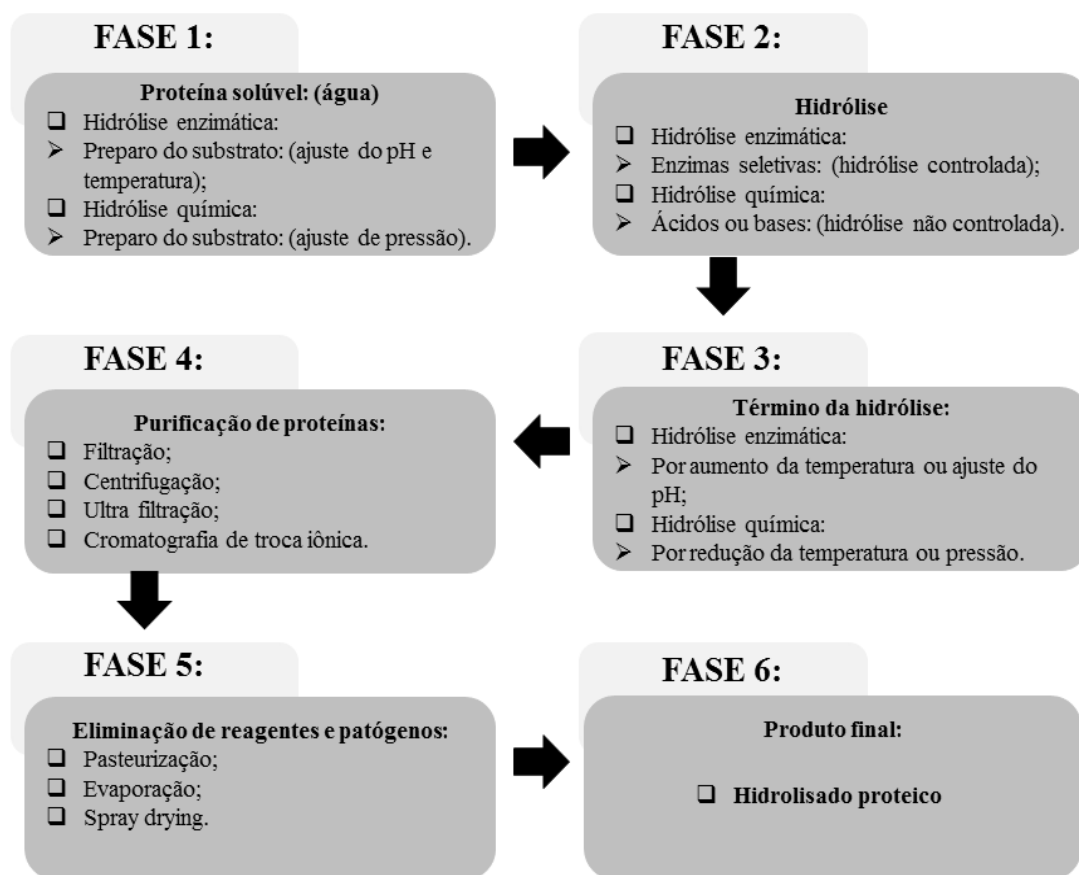 FASE 1:
Proteína solúvel: (água)
❑ Hidrólise enzimática:
➢ Preparo do substrato: (ajuste do pH e
temperatura);
❑ Hidrólise química:
➢ Preparo do substrato: (ajuste de pressão).
FASE 2:
Hidrólise
❑ Hidrólise enzimática:
➢ Enzimas seletivas: (hidrólise controlada);
❑ Hidrólise química:
➢ Ácidos ou bases: (hidrólise não controlada).
FASE 3:
Término da hidrólise:
❑ Hidrólise enzimática:
➢ Por aumento da temperatura ou ajuste do
pH;
❑ Hidrólise química:
➢ Por redução da temperatura ou pressão.
FASE 4:
Purificação de proteínas:
❑ Filtração;
❑ Centrifugação;
❑ Ultra filtração;
❑ Cromatografia de troca iônica.
FASE 5:
Eliminação de reagentes e patógenos:
❑ Pasteurização;
❑ Evaporação;
❑ Spray drying.
FASE 6:
Produto final:
❑ Hidrolisado proteico